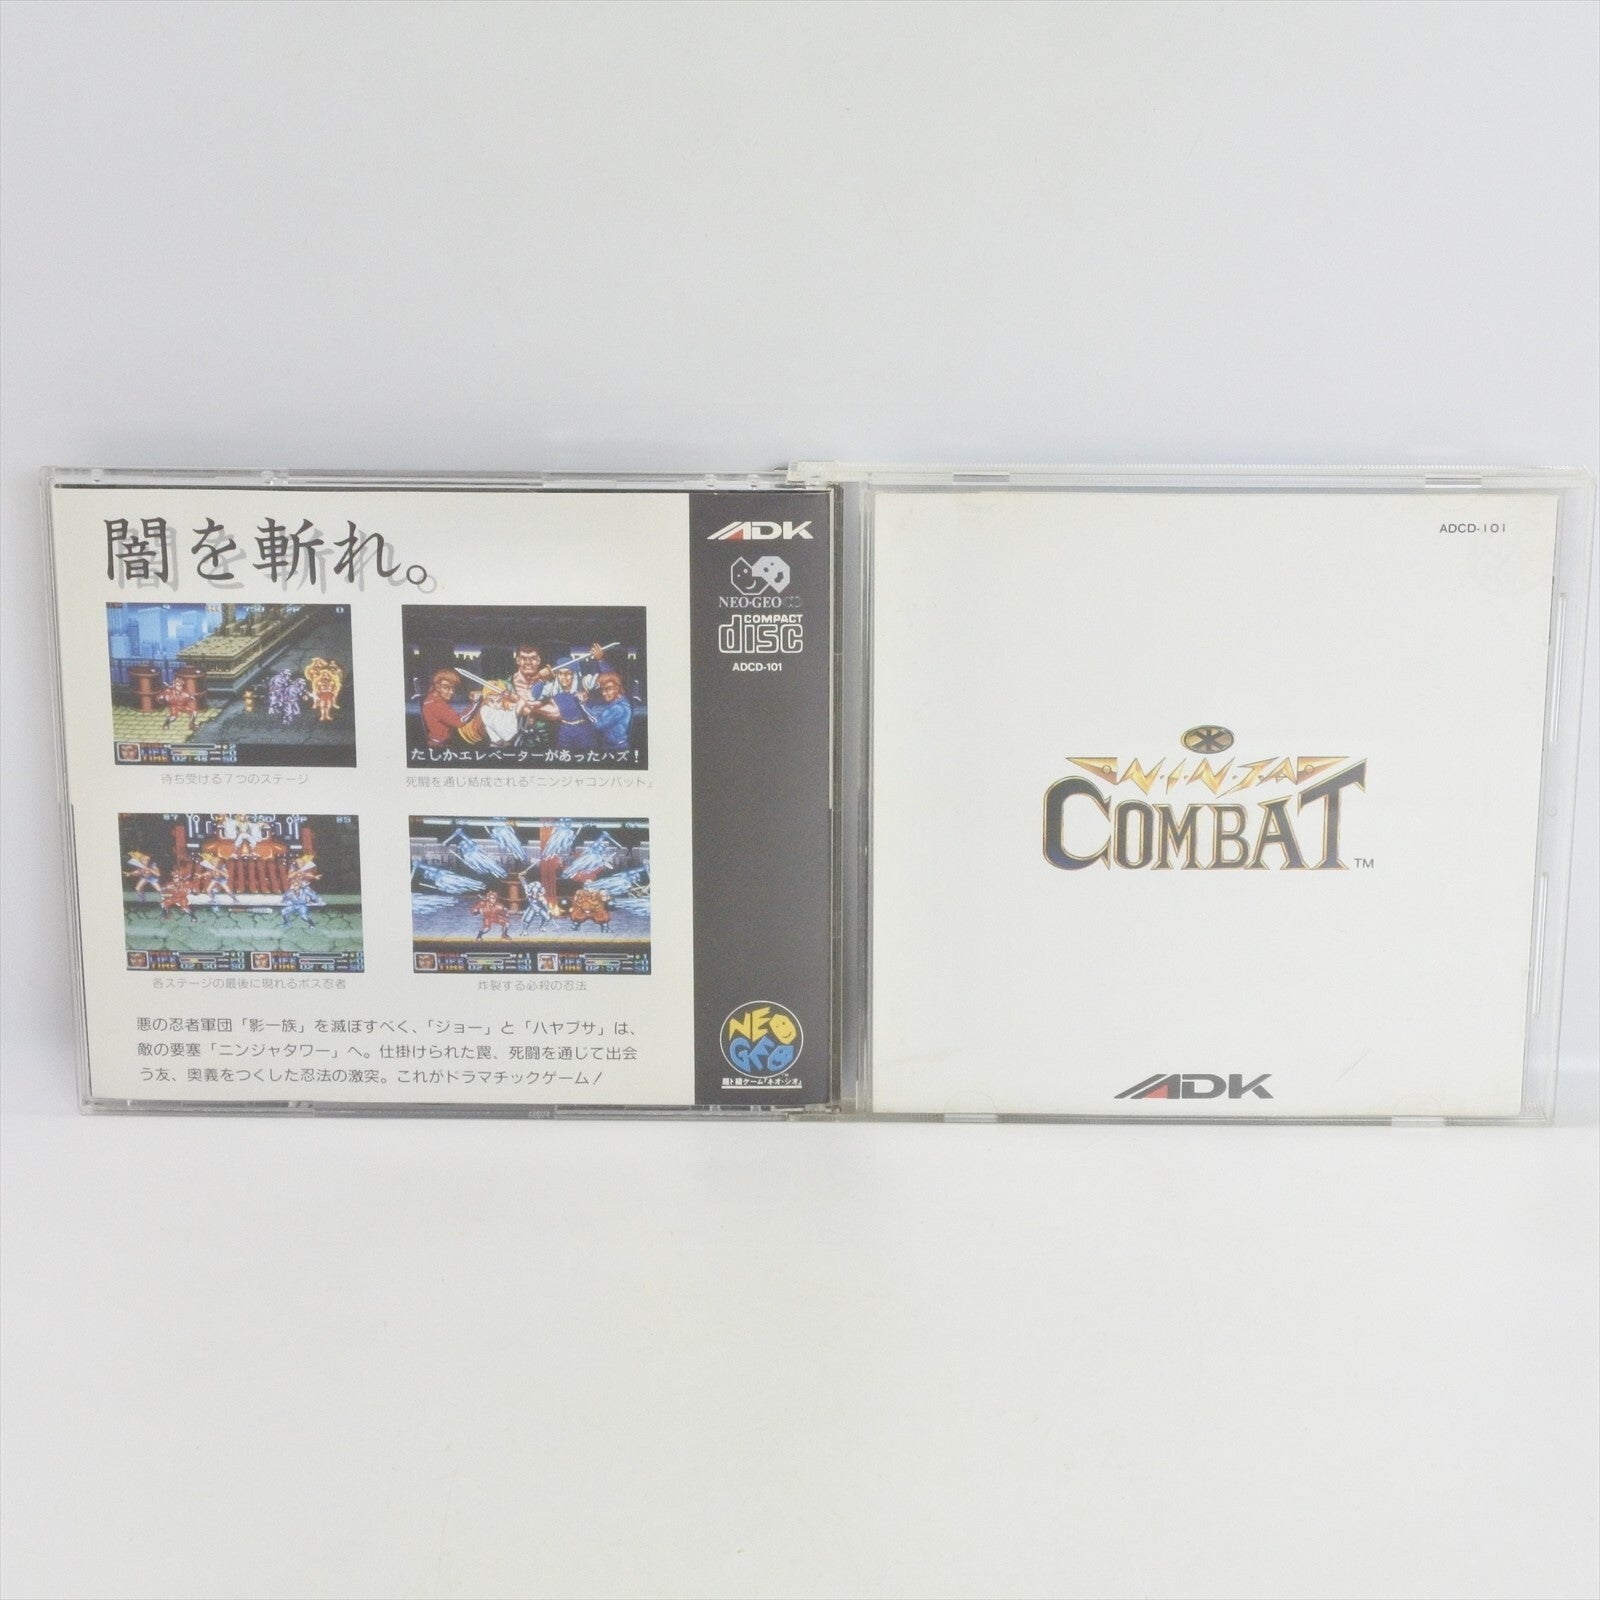 闇を斬れ。
たしかエレベーターがあったハズ！
待ち受ける7つのステージ
死闘を通じ結成される「ニンジャコンバット」
各ステージの最後に現れるボス忍者
炸裂する必殺の忍法
悪の忍者軍団「影一族」を滅ぼすべく、「ジョー」と「ハヤブサ」は、
敵の要塞「ニンジャタワー」へ。仕掛けられた罠、死闘を通じて出会
う友、奥義をつくした忍法の激突。これがドラマチックゲーム！
ADK
NEO·GEO CD
COMPACT
disc
ADCD-101
NEO
GEO
ADCD-101
NINJA
COMBAT™
ADK